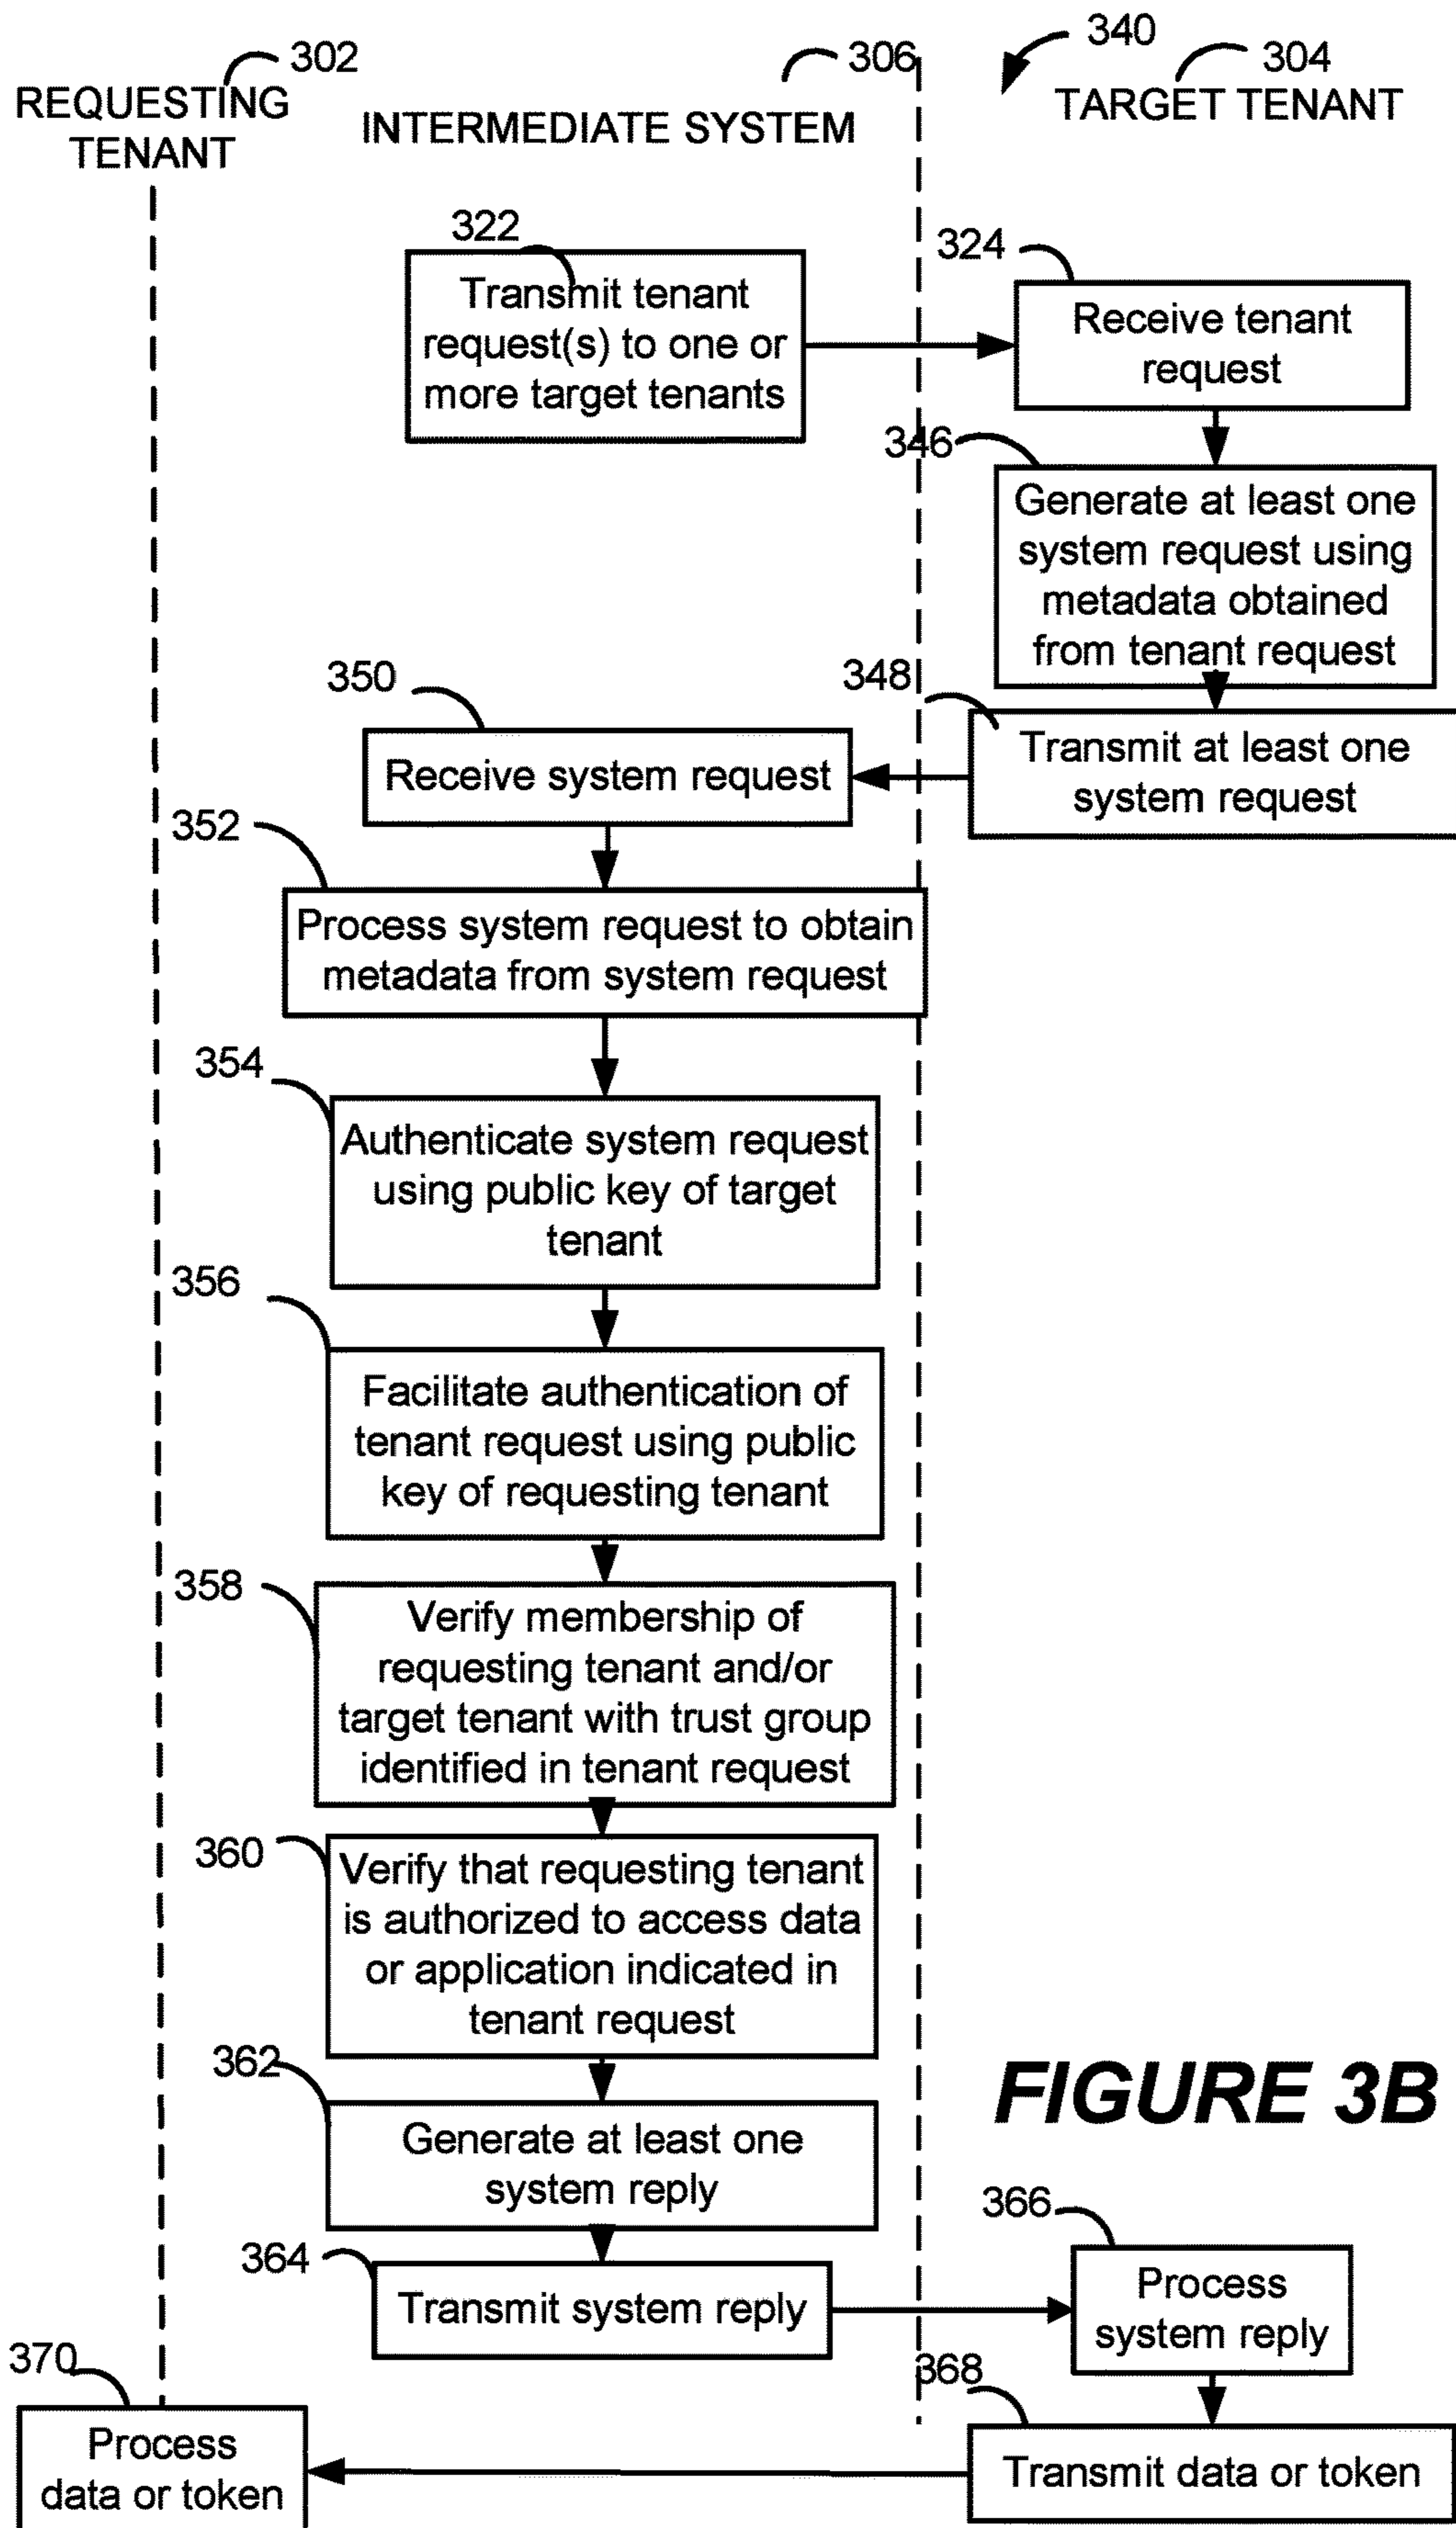 302
306
340
304
REQUESTING
TENANT
INTERMEDIATE SYSTEM
TARGET TENANT
322
Transmit tenant
request(s) to one or
more target tenants
324
Receive tenant
request
346
Generate at least one
system request using
metadata obtained
from tenant request
348
Transmit at least one
system request
350
Receive system request
352
Process system request to obtain
metadata from system request
354
Authenticate system request
using public key of target
tenant
356
Facilitate authentication of
tenant request using public
key of requesting tenant
358
Verify membership of
requesting tenant and/or
target tenant with trust group
identified in tenant request
360
Verify that requesting tenant
is authorized to access data
or application indicated in
tenant request
362
Generate at least one
system reply
FIGURE 3B
364
Transmit system reply
366
Process
system reply
368
Transmit data or token
370
Process
data or token